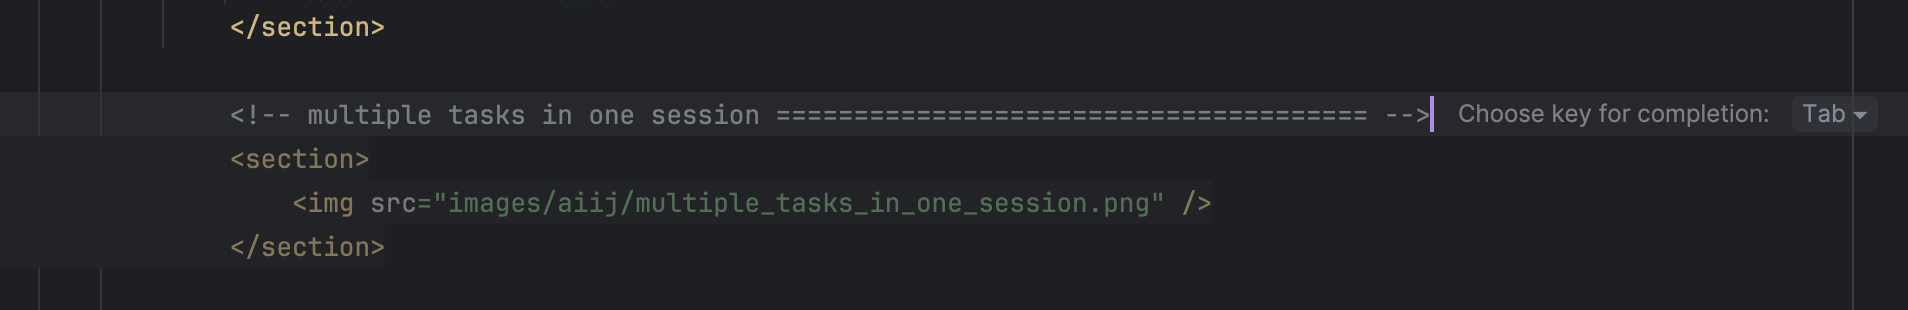 </section>
<!-- multiple tasks in one session ====================================== --> Choose key for completion: Tab
<section>
<img src="images/aiij/multiple_tasks_in_one_session.png" />
</section>